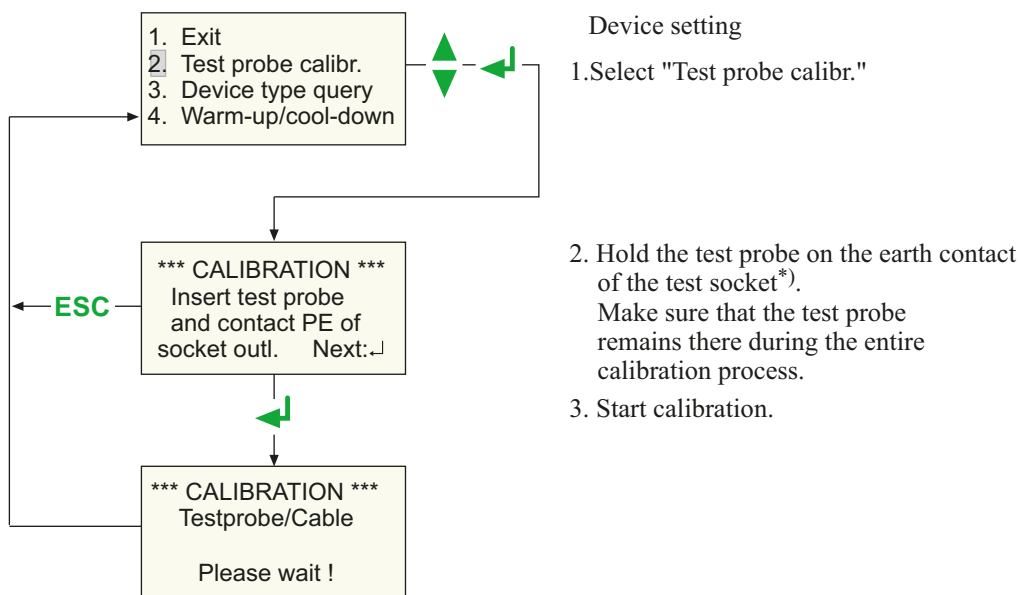 1. Exit
2. Test probe calibr.
3. Device type query
4. Warm-up/cool-down
Device setting
1.Select "Test probe calibr."
*** CALIBRATION ***
Insert test probe
and contact PE of
socket outl. Next:↵
ESC
2. Hold the test probe on the earth contact
of the test socket*).
Make sure that the test probe
remains there during the entire
calibration process.
3. Start calibration.
*** CALIBRATION ***
Testprobe/Cable
Please wait !